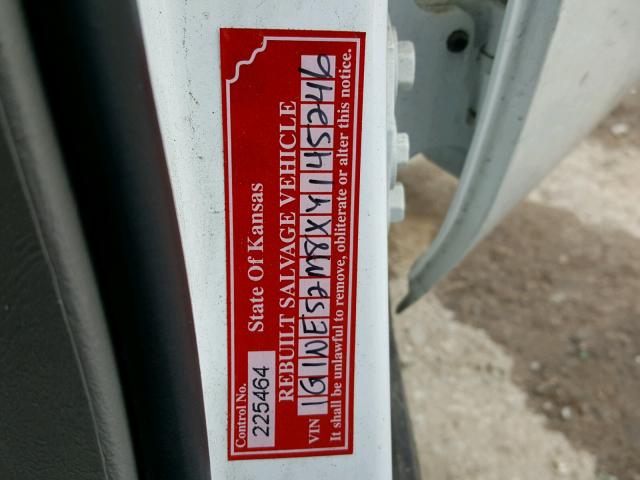 Control No.
225464 State Of Kansas
REBUILT SALVAGE VEHICLE
VIN 1G1NE52M8XY145246
It shall be unlawful to remove, obliterate or alter this notice.